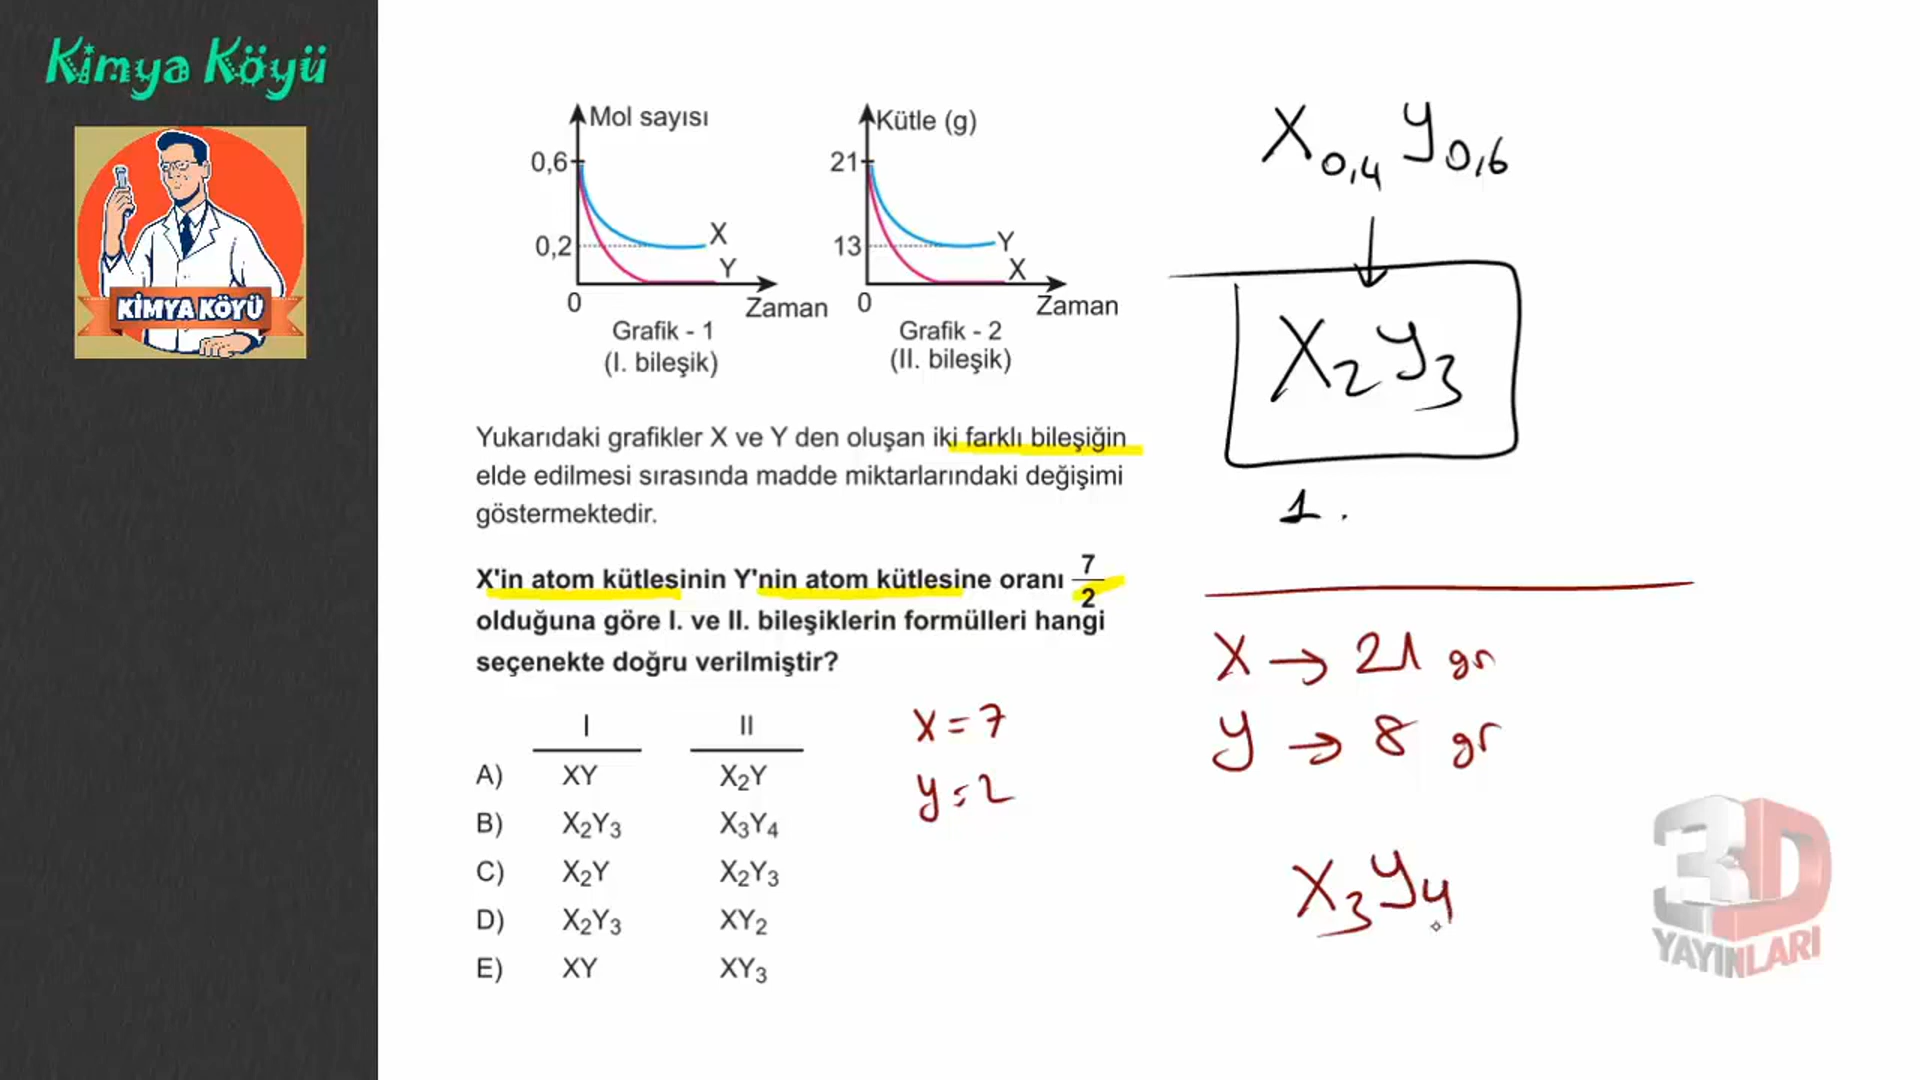 Kimya Köyü
KİMYA KÖYÜ
Mol sayısı
0,6
0,2
X
Y
0
Zaman
Grafik - 1
(I. bileşik)
Kütle (g)
21
13
Y
X
0
Zaman
Grafik - 2
(II. bileşik)
Yukarıdaki grafikler X ve Y den oluşan iki farklı bileşiğin
elde edilmesi sırasında madde miktarlarındaki değişimi
göstermektedir.
X'in atom kütlesinin Y'nin atom kütlesine oranı 7/2
olduğuna göre I. ve II. bileşiklerin formülleri hangi
seçenekte doğru verilmiştir?
I II
A) XY X₂Y
B) X₂Y₃ X₃Y₄
C) X₂Y X₂Y₃
D) X₂Y₃ XY₂
E) XY XY₃
X = 7
y = 2
X0,4 Y0,6
X₂Y₃
1.
X → 21 gr
y → 8 gr
X₃Y₄
3D
YAYINLARI